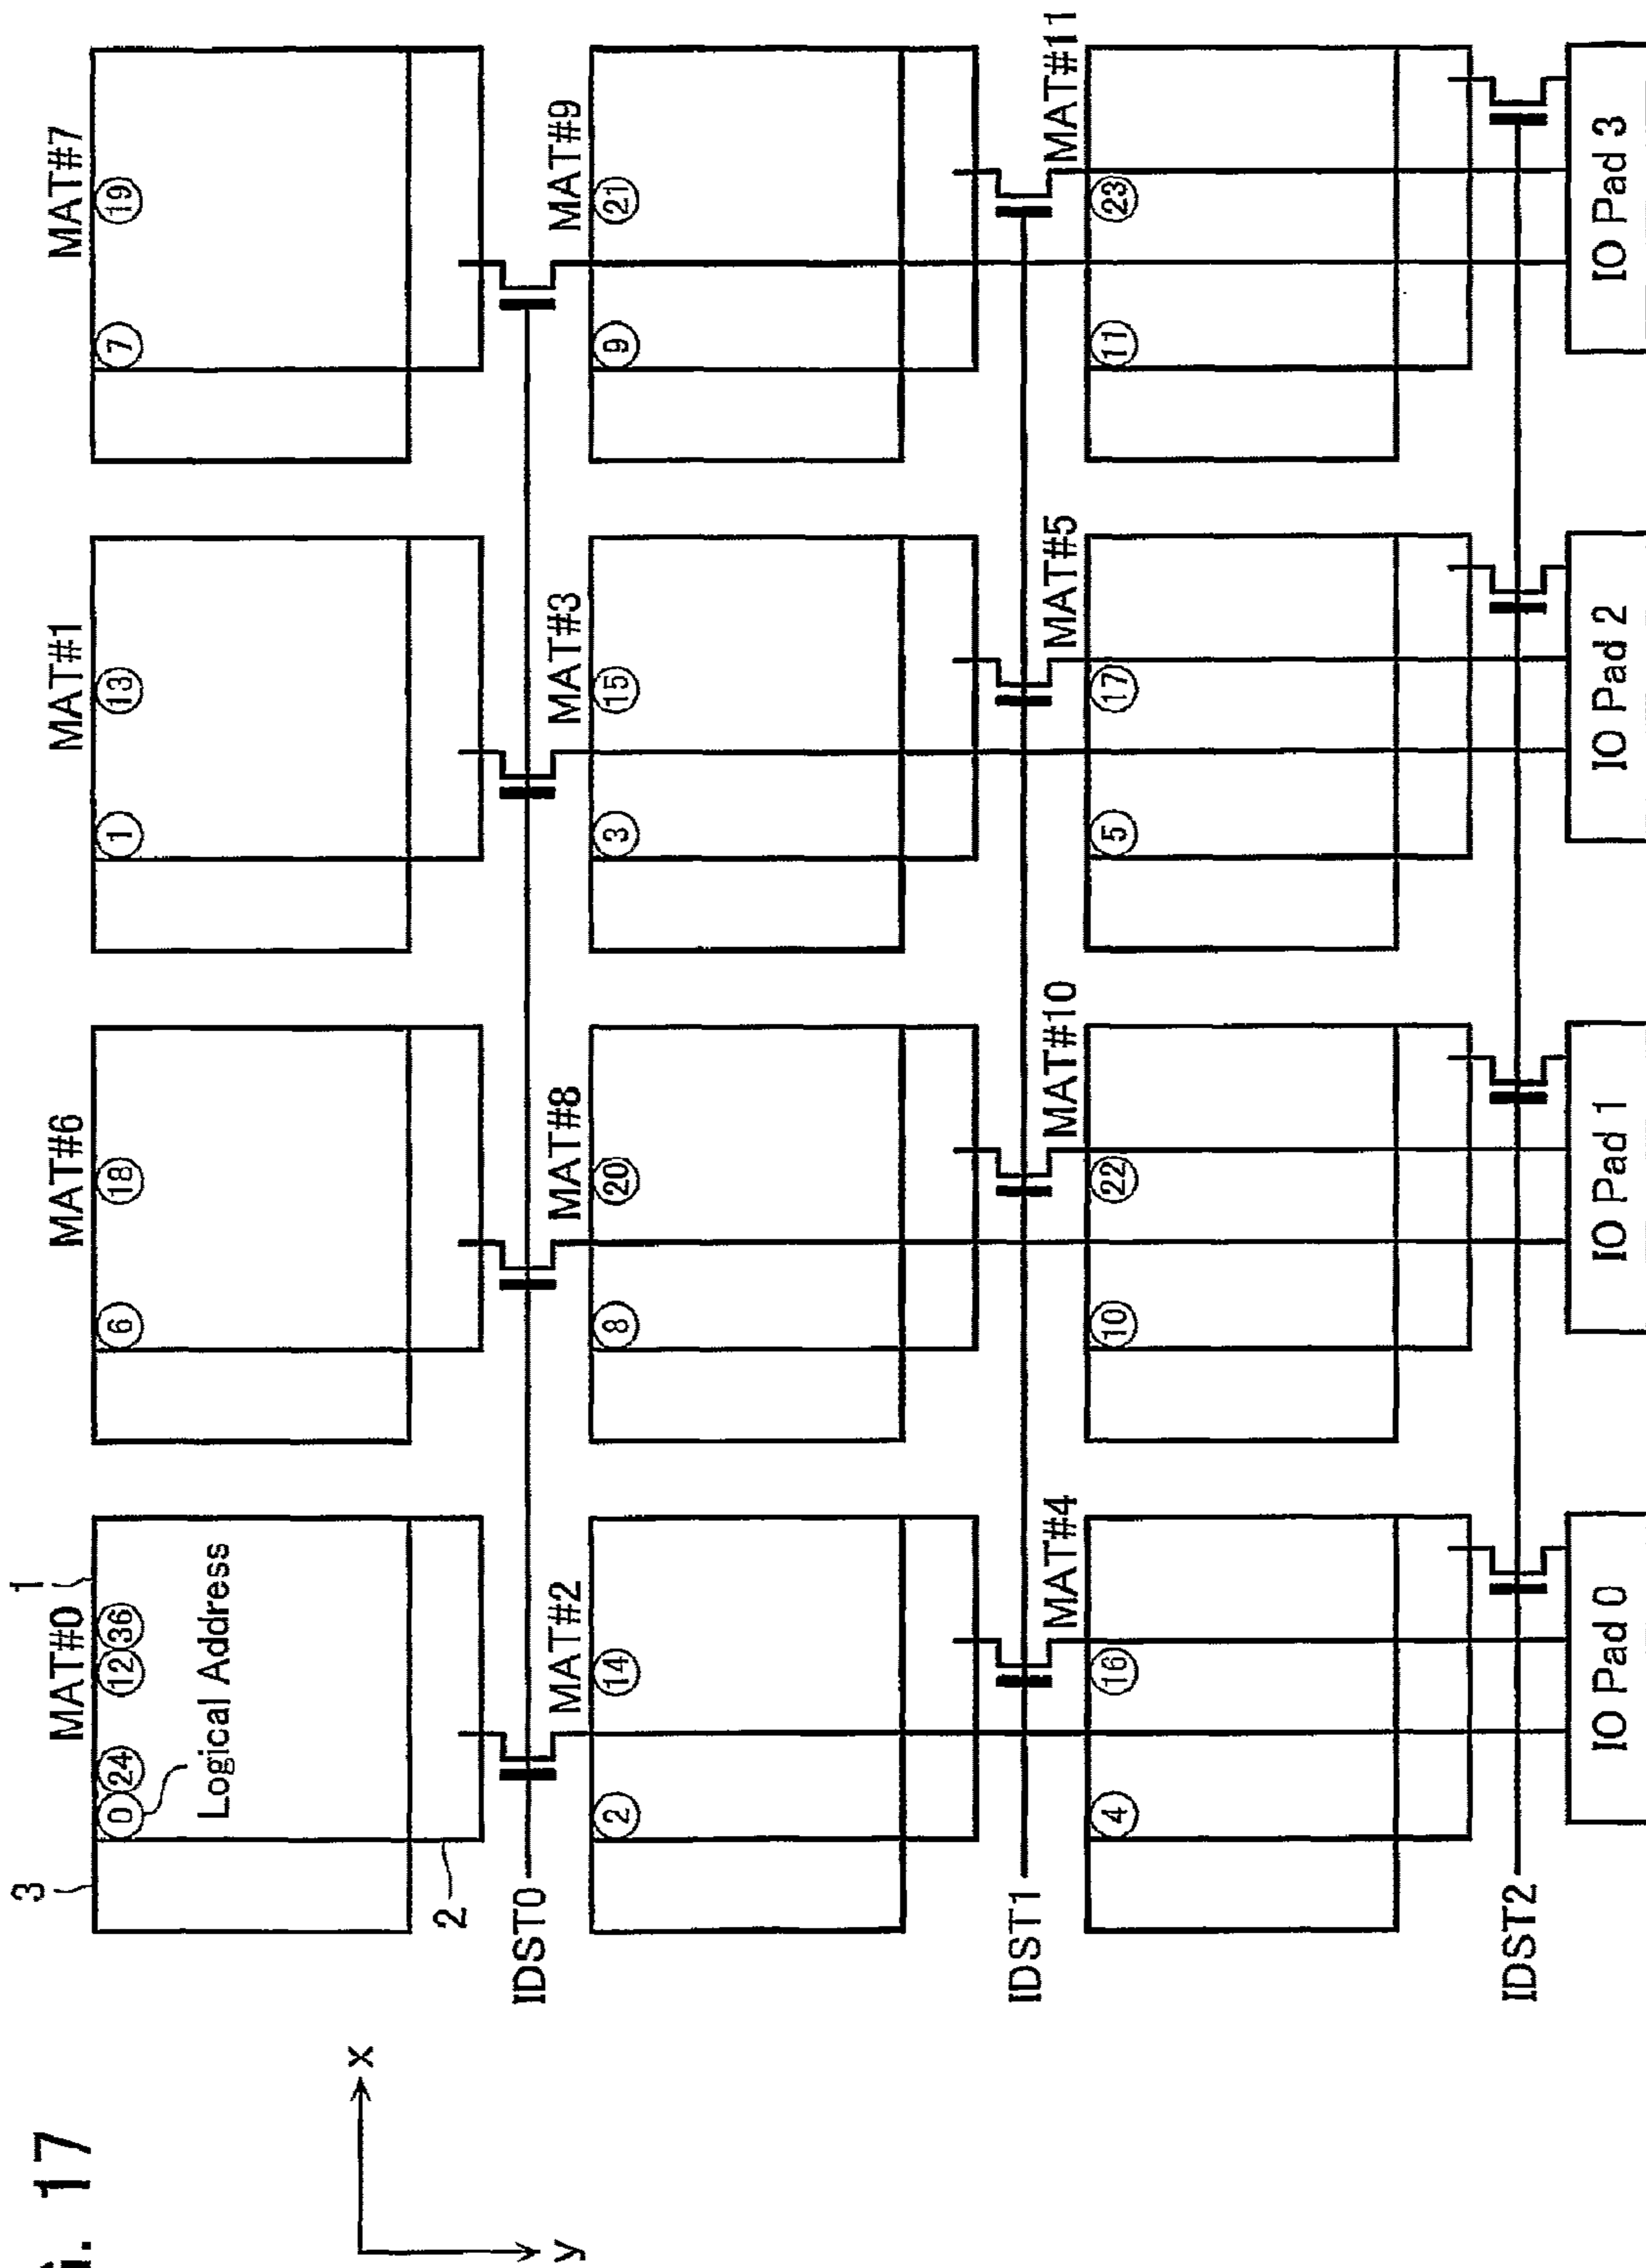 G. 17
3 1
MAT#0 MAT#6 MAT#1 MAT#7
0 24 12 36 6 18 1 13 7 19
Logical Address
x
y
2
IDST0
MAT#2 MAT#8 MAT#3 MAT#9
2 14 8 20 3 15 9 21
IDST1
MAT#4 MAT#10 MAT#5 MAT#11
4 16 10 22 5 17 11 23
IDST2
IO Pad 0 IO Pad 1 IO Pad 2 IO Pad 3